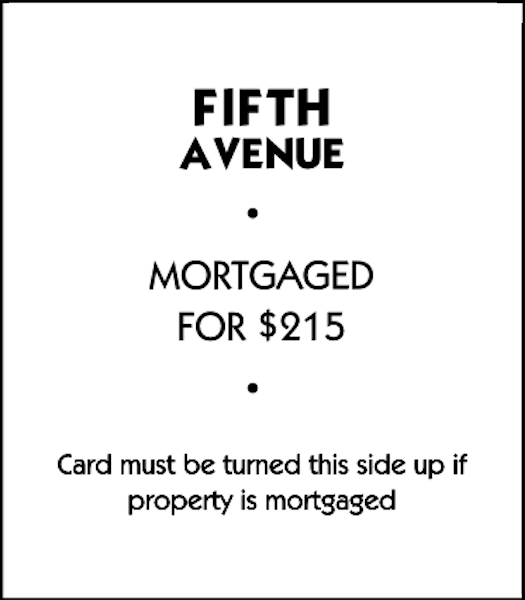 FIFTH
AVENUE
•
MORTGAGED
FOR $215
•
Card must be turned this side up if
property is mortgaged